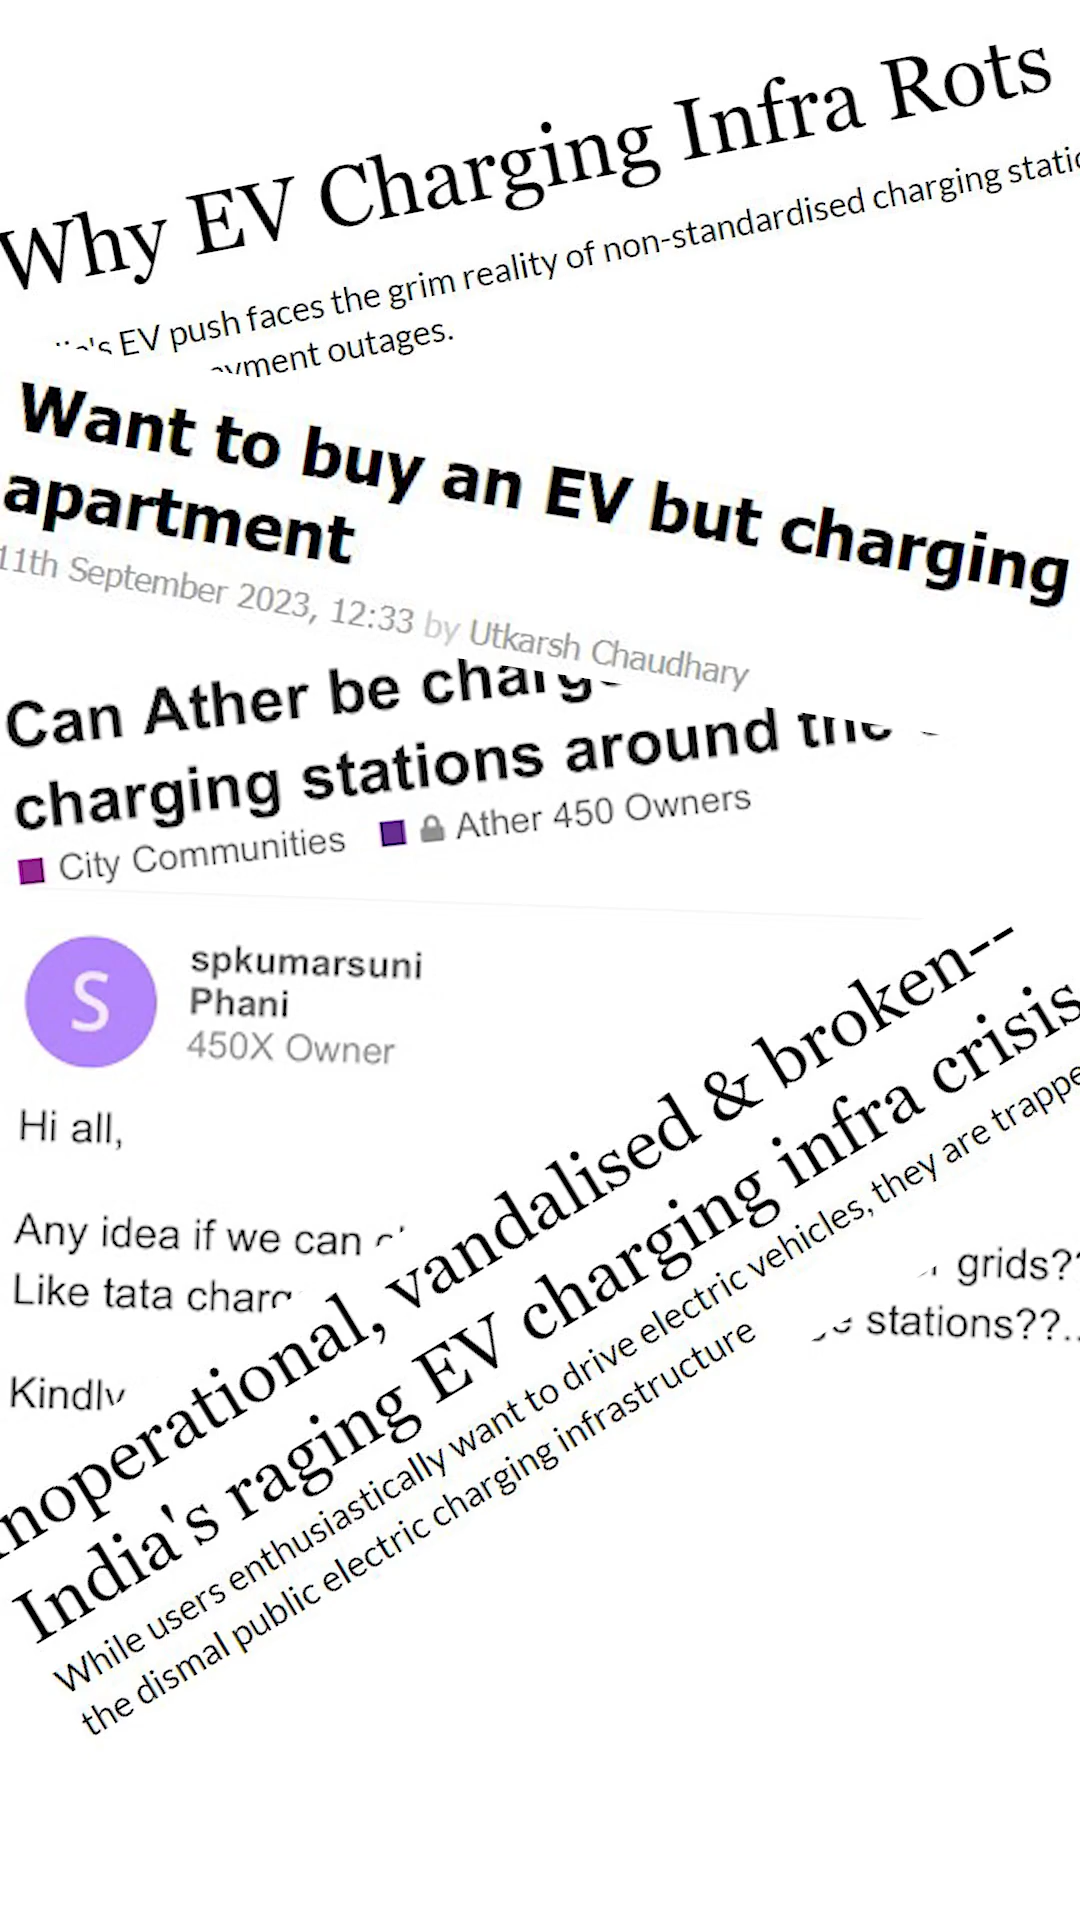 Why EV Charging Infra Rots
EV push faces the grim reality of non-standardised charging
outages.
Want to buy an EV but charging
apartment
11th September 2023, 12:33 by Utkarsh Chaudhary
Can Ather be
charging stations around the
City Communities Ather 450 Owners
S
spkumarsuni
Phani
450X Owner
Hi all,
Any idea if we can
grids??
Like tata
stations??..
Kindly
noperational, vandalised & broken--
India's raging EV charging infra crisis
While users enthusiastically want to drive electric vehicles, they are trappe
the dismal public electric charging infrastructure